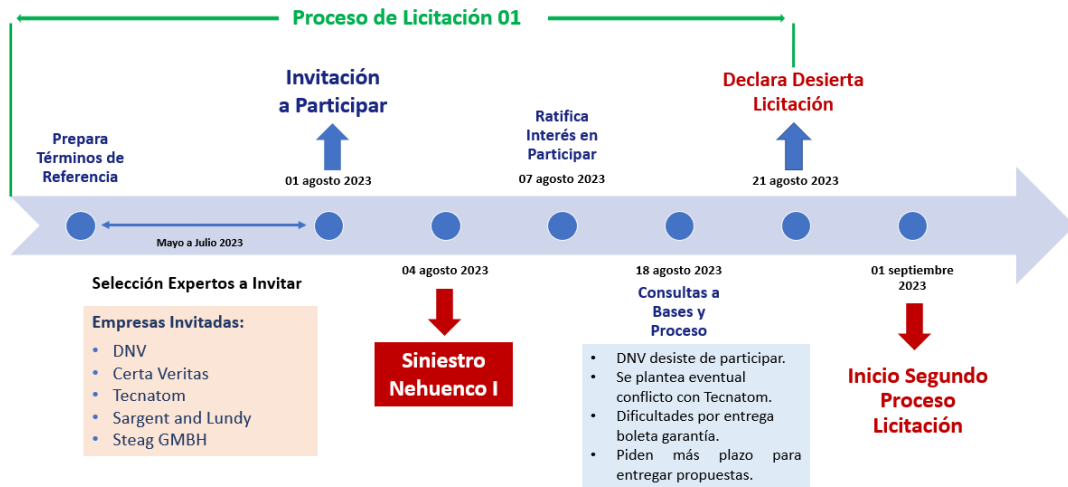 Proceso de Licitación 01
Invitación
a Participar
Declara Desierta
Licitación
Ratifica
Interés en
Participar
Prepara
Términos de
Referencia
01 agosto 2023
07 agosto 2023
21 agosto 2023
Mayo a Julio 2023
04 agosto 2023
18 agosto 2023
01 septiembre
2023
Selección Expertos a Invitar
Empresas Invitadas:
• DNV
• Certa Veritas
• Tecnatom
• Sargent and Lundy
• Steag GMBH
Siniestro
Nehuenco I
Consultas a
Bases y
Proceso
• DNV desiste de participar.
• Se plantea eventual
conflicto con Tecnatom.
• Dificultades por entrega
boleta garantía.
• Piden más plazo para
entregar propuestas.
Inicio Segundo
Proceso
Licitación